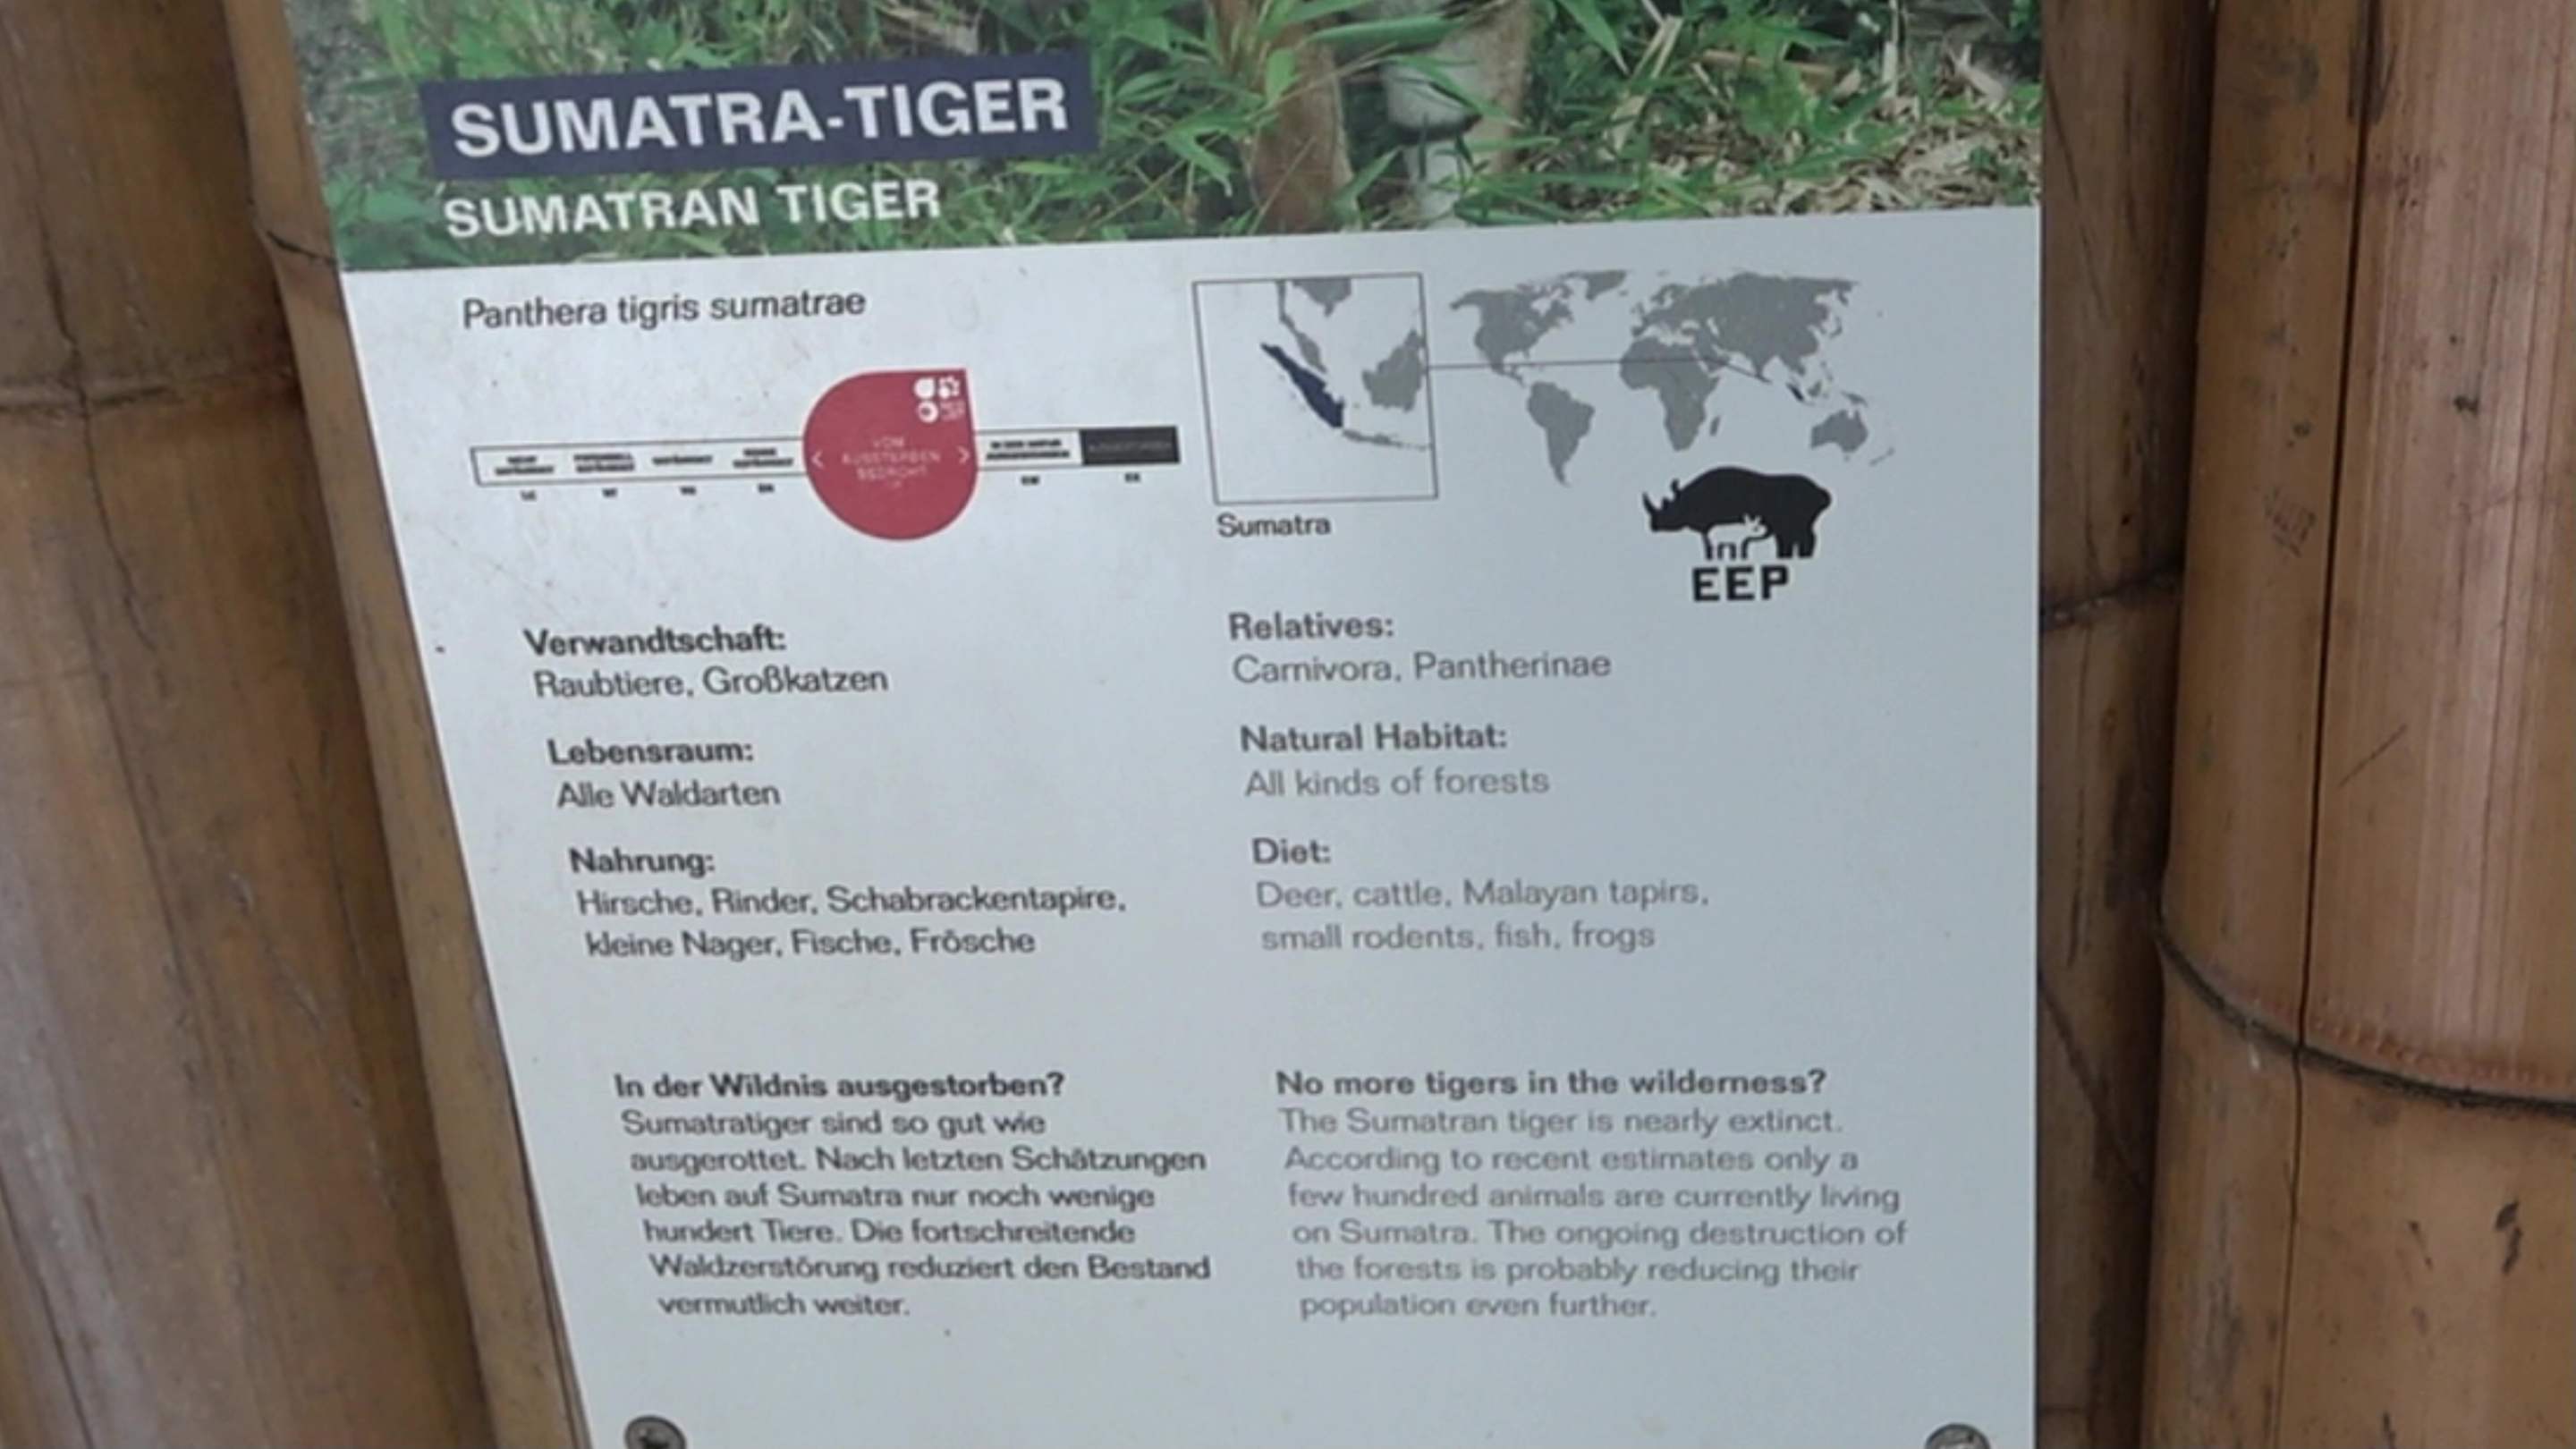 SUMATRA-TIGER
SUMATRAN TIGER
Panthera tigris sumatrae
VOM
AUSSTERBEN
BEDROHT
Sumatra
EEP
Verwandtschaft:
Raubtiere, Großkatzen
Lebensraum:
Alle Waldarten
Nahrung:
Hirsche, Rinder, Schabrackentapire,
kleine Nager, Fische, Frösche
In der Wildnis ausgestorben?
Sumatratiger sind so gut wie
ausgerottet. Nach letzten Schätzungen
leben auf Sumatra nur noch wenige
hundert Tiere. Die fortschreitende
Waldzerstörung reduziert den Bestand
vermutlich weiter.
Relatives:
Carnivora, Pantherinae
Natural Habitat:
All kinds of forests
Diet:
Deer, cattle, Malayan tapirs,
small rodents, fish, frogs
No more tigers in the wilderness?
The Sumatran tiger is nearly extinct.
According to recent estimates only a
few hundred animals are currently living
on Sumatra. The ongoing destruction of
the forests is probably reducing their
population even further.